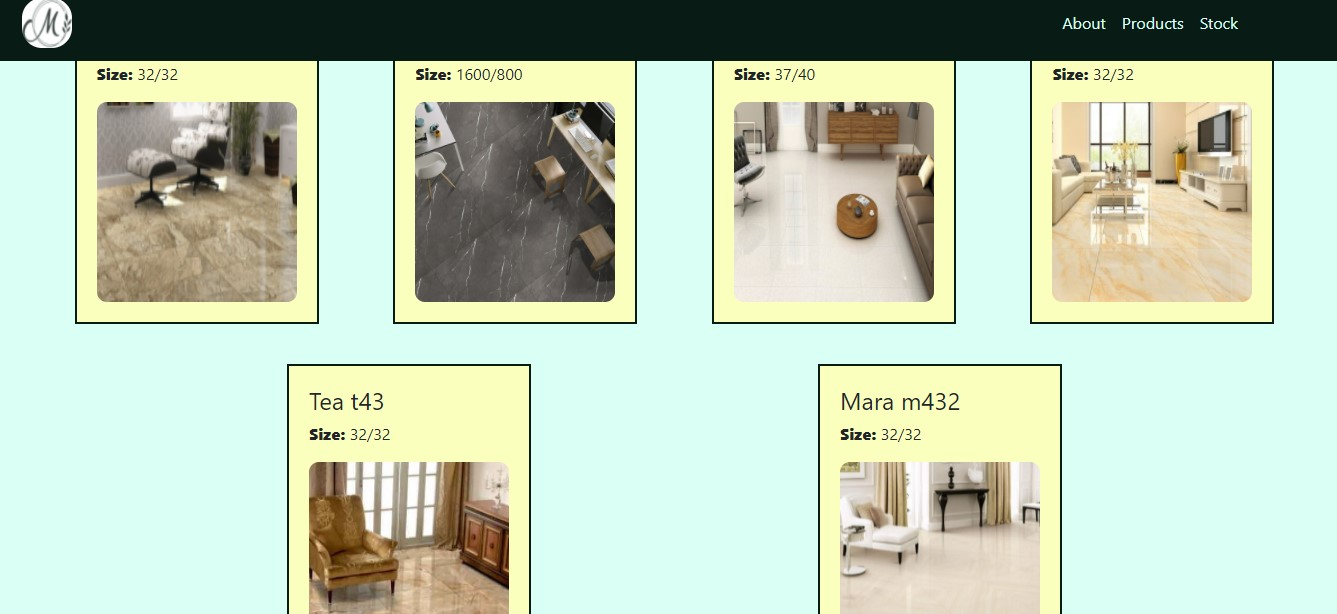 M
About Products Stock
Size: 32/32
Size: 1600/800
Size: 37/40
Size: 32/32
Tea t43
Size: 32/32
Mara m432
Size: 32/32